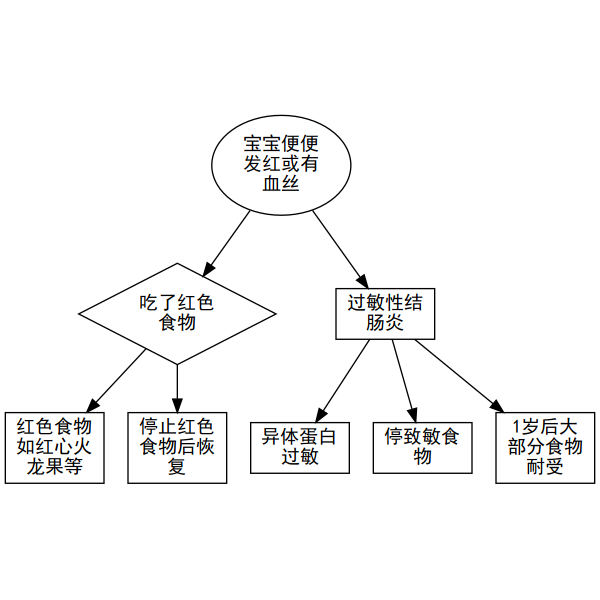 宝宝便便
发红或有
血丝
吃了红色
食物
过敏性结
肠炎
红色食物
如红心火
龙果等
停止红色
食物后恢
复
异体蛋白
过敏
停致敏食
物
1岁后大
部分食物
耐受